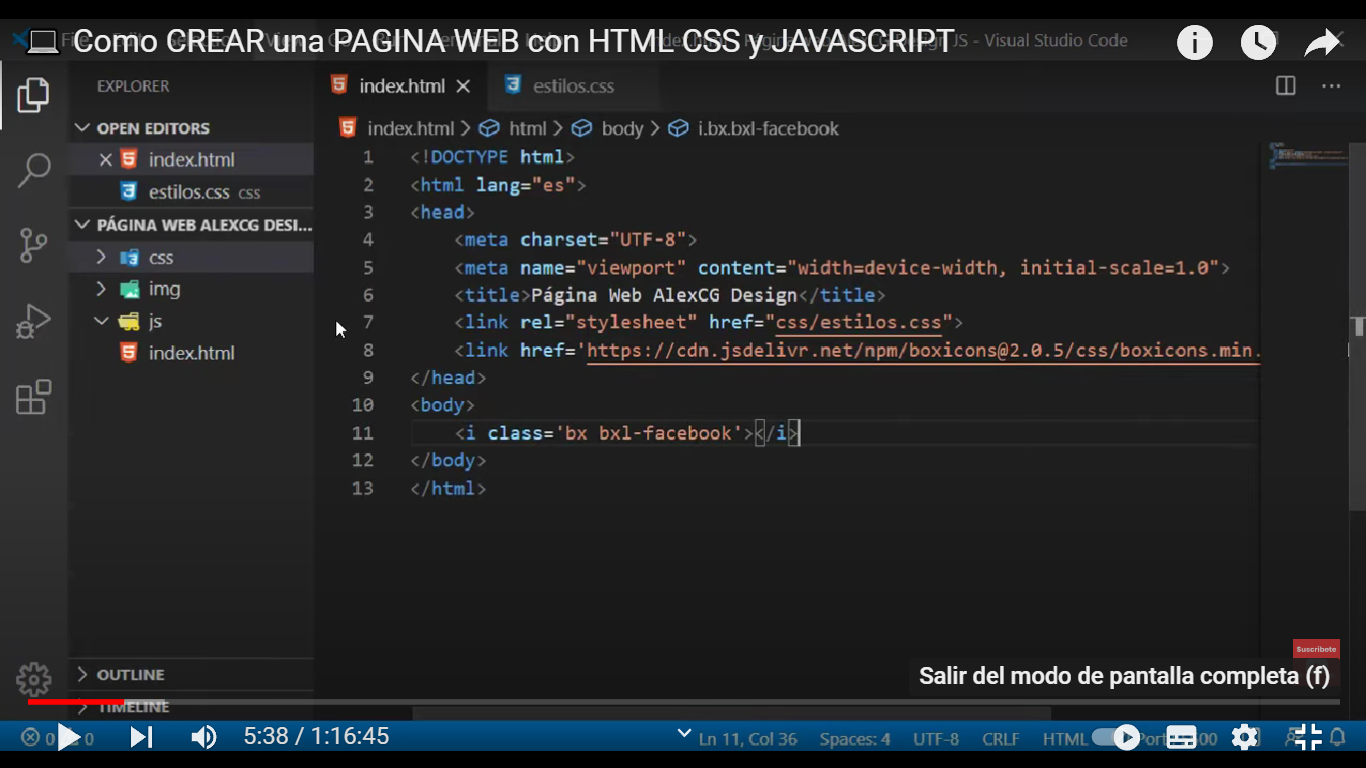 Como CREAR una PAGINA WEB con HTML CSS y JAVASCRIPT
JS - Visual Studio Code
EXPLORER
index.html
estilos.css
OPEN EDITORS
index.html > html > body > i.bx.bxl-facebook
index.html
estilos.css css
PÁGINA WEB ALEXCG DESI...
css
img
js
index.html
1 <!DOCTYPE html>
2 <html lang="es">
3 <head>
4 <meta charset="UTF-8">
5 <meta name="viewport" content="width=device-width, initial-scale=1.0">
6 <title>Página Web AlexCG Design</title>
7 <link rel="stylesheet" href="css/estilos.css">
8 <link href='https://cdn.jsdelivr.net/npm/boxicons@2.0.5/css/boxicons.min.
9 </head>
10 <body>
11 <i class='bx bxl-facebook'></i>
12 </body>
13 </html>
Suscribete
OUTLINE
Salir del modo de pantalla completa (f)
TIMELINE
5:38 / 1:16:45
Ln 11, Col 36
Spaces: 4
UTF-8
CRLF
HTML